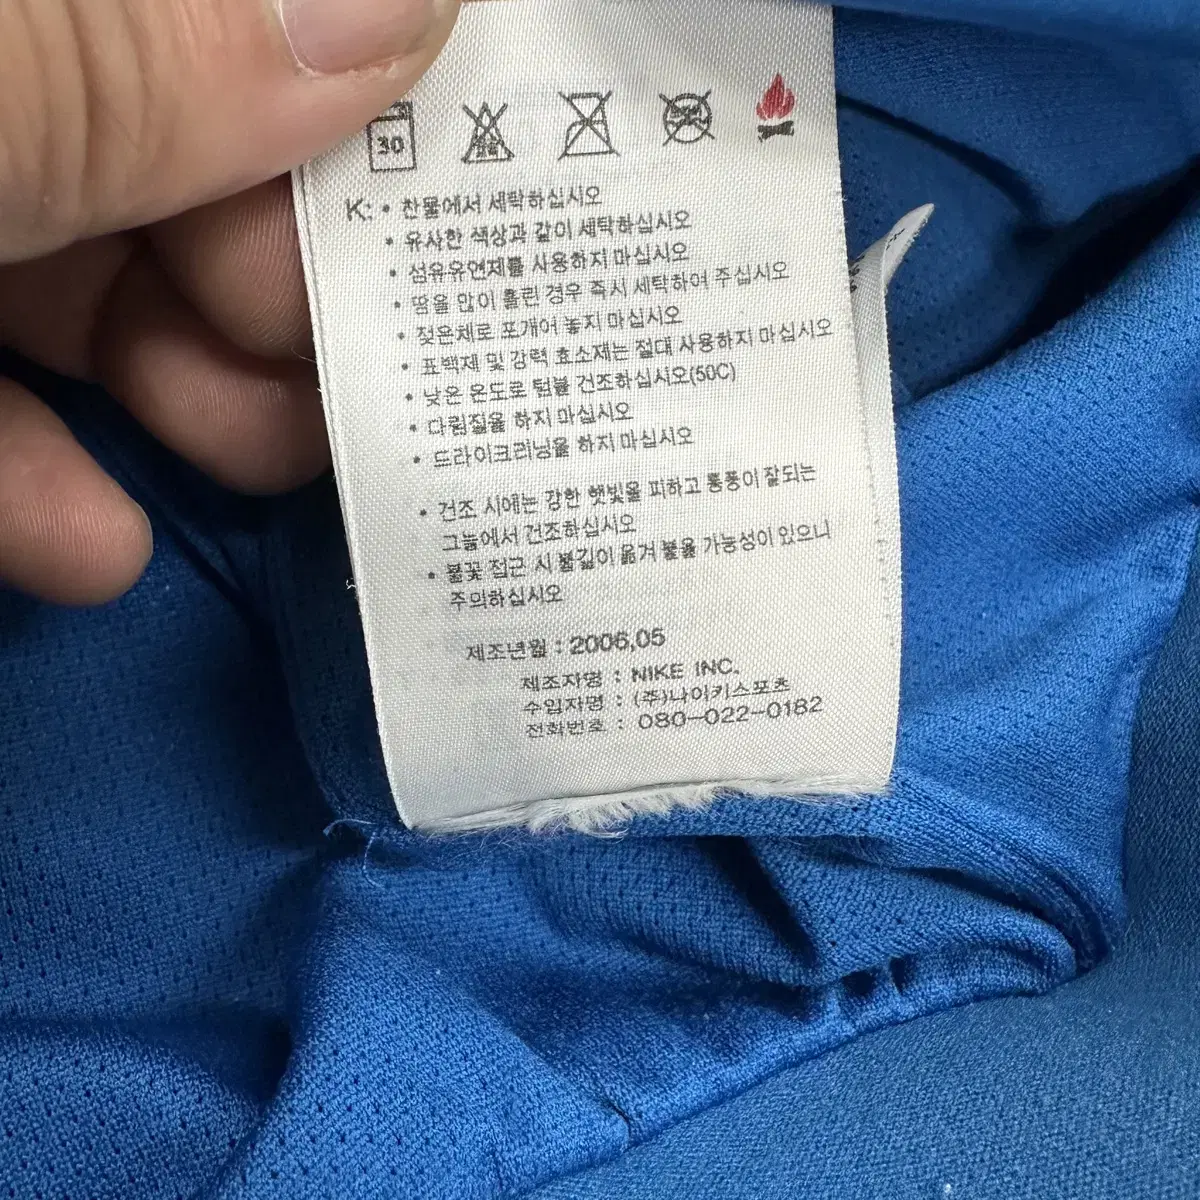 30
K: • 찬물에서 세탁하십시오
• 유사한 색상과 같이 세탁하십시오
• 섬유유연제를 사용하지 마십시오
• 땀을 많이 흘린 경우 즉시 세탁하여 주십시오
• 젖은채로 포개어 놓지 마십시오
• 표백제 및 강력 효소제는 절대 사용하지 마십시오
• 낮은 온도로 텀블 건조하십시오(50C)
• 다림질을 하지 마십시오
• 드라이크리닝을 하지 마십시오
• 건조 시에는 강한 햇빛을 피하고 통풍이 잘되는
그늘에서 건조하십시오
• 불꽃 접근 시 불길이 옮겨 붙을 가능성이 있으니
주의하십시오
제조년월 : 2006.05
제조자명 : NIKE INC.
수입자명 : (주)나이키스포츠
전화번호 : 080-022-0182